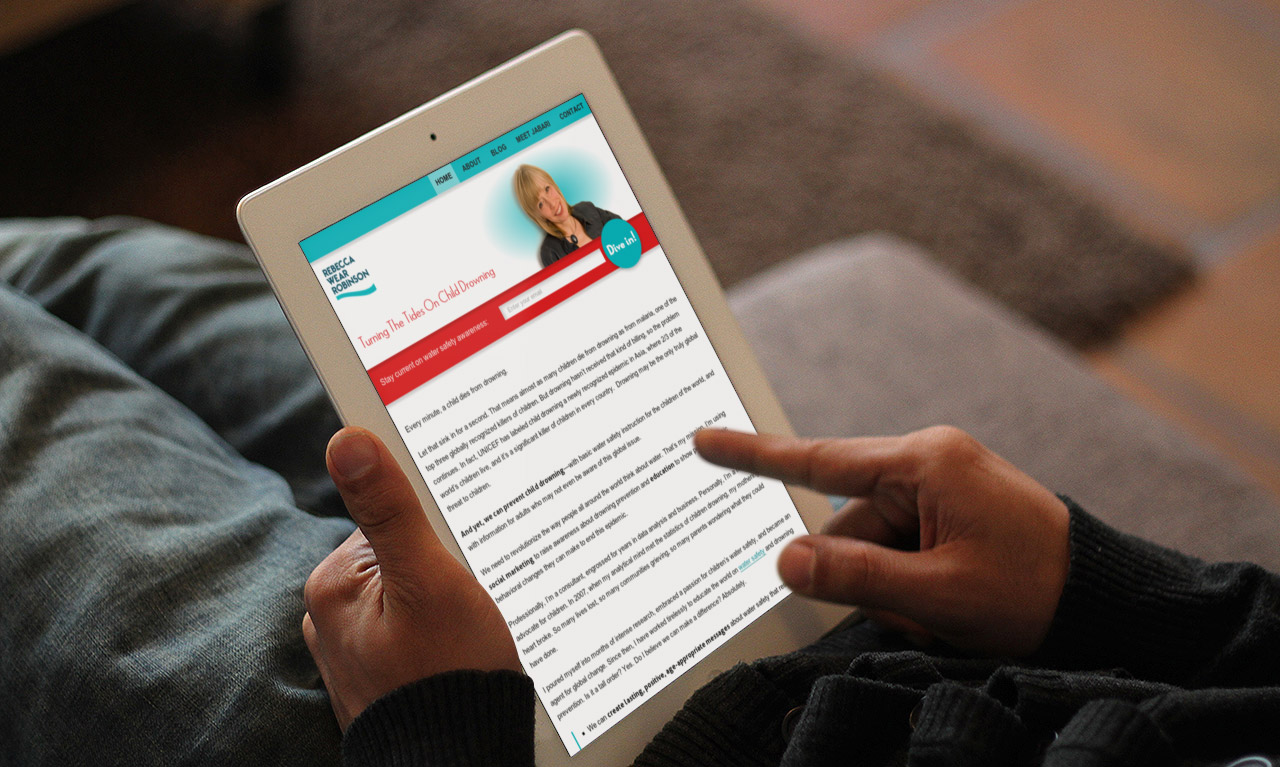 HOME ABOUT BLOG MEET JABARI CONTACT
REBECCA
WEAR
ROBINSON
Turning The Tides On Child Drowning
Stay current on water safety awareness:
Enter your email
Dive in!
Every minute, a child dies from drowning.
Let that sink in for a second. That means almost as many children die from drowning as from malaria, one of the
top three globally recognized killers of children. But drowning hasn't received that kind of billing, so the problem
continues. In fact, UNICEF has labeled child drowning a newly recognized epidemic in Asia, where 2/3 of the
world's children live, and it's a significant killer of children in every country. Drowning may be the only truly global
threat to children.
And yet, we can prevent child drowning—with basic water safety instruction for the children of the world, and
with information for adults who may not even be aware of this global issue.
We need to revolutionize the way people all around the world think about water. That's my mission. I'm using
social marketing to raise awareness about drowning prevention and education to show
behavioral changes they can make to end this epidemic.
Professionally, I'm a consultant, engrossed for years in data analysis and business. Personally, I'm
advocate for children. In 2007, when my analytical mind met the statistics of children drowning, my mother's
heart broke. So many lives lost, so many communities grieving, so many parents wondering what they could
have done.
I poured myself into months of intense research, embraced a passion for children's water safety, and became an
agent for global change. Since then, I have worked tirelessly to educate the world on water safety and drowning
prevention. Is it a tall order? Yes. Do I believe we can make a difference? Absolutely.
• We can create lasting, positive, age-appropriate messages about water safety that